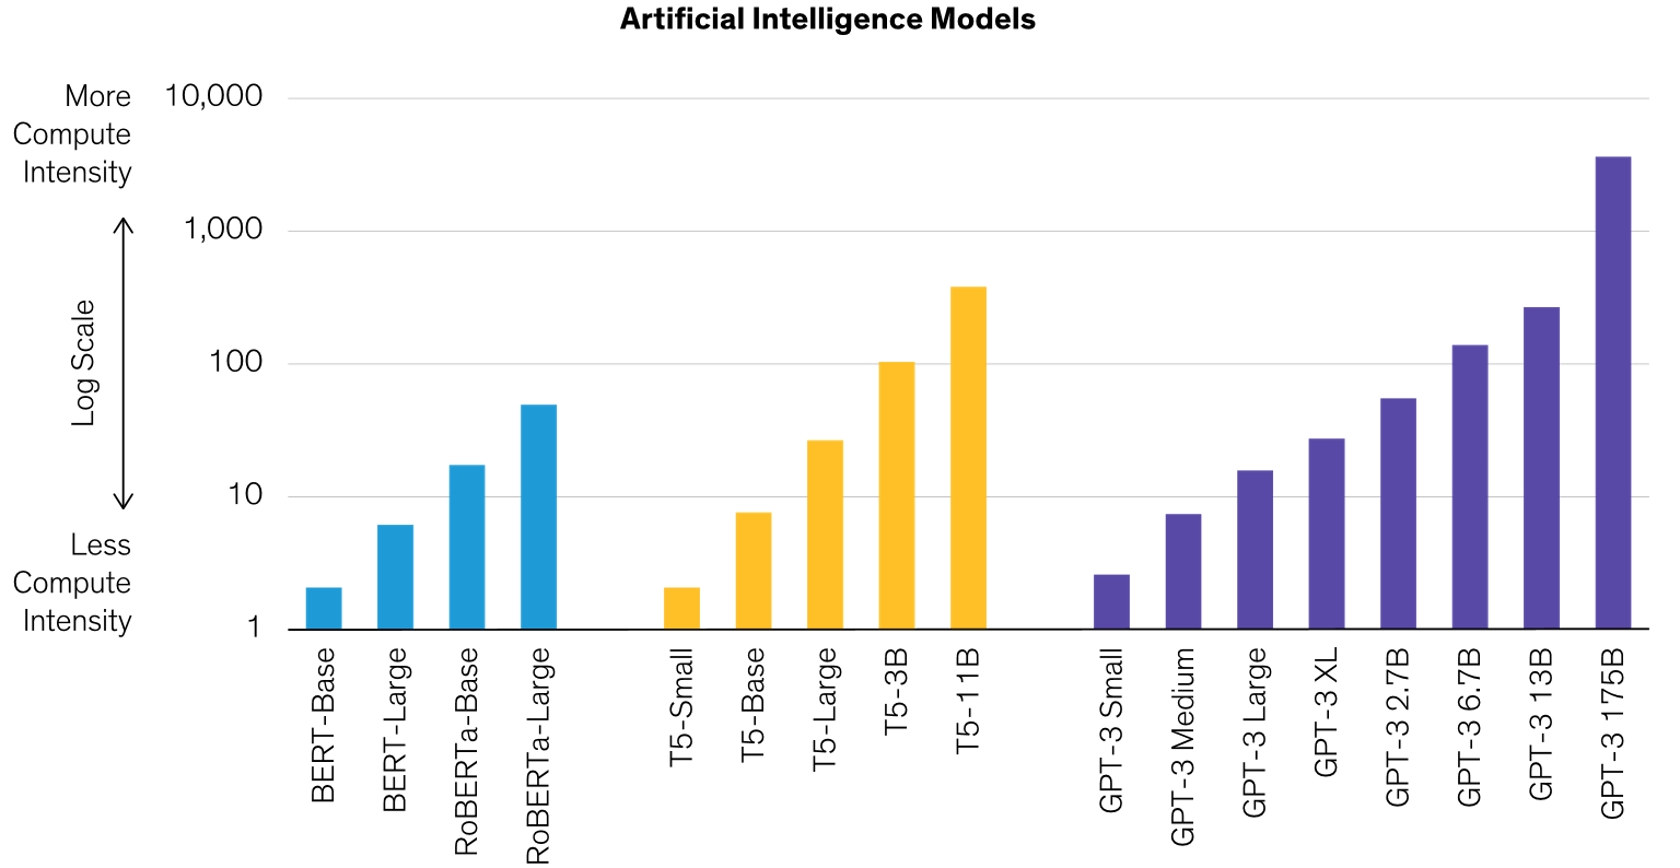 Artificial Intelligence Models
More
Compute
Intensity
Log Scale
Less
Compute
Intensity
10,000
1,000
100
10
1
BERT-Base
BERT-Large
RoBERTa-Base
RoBERTa-Large
T5-Small
T5-Base
T5-Large
T5-3B
T5-11B
GPT-3 Small
GPT-3 Medium
GPT-3 Large
GPT-3 XL
GPT-3 2.7B
GPT-3 6.7B
GPT-3 13B
GPT-3 175B